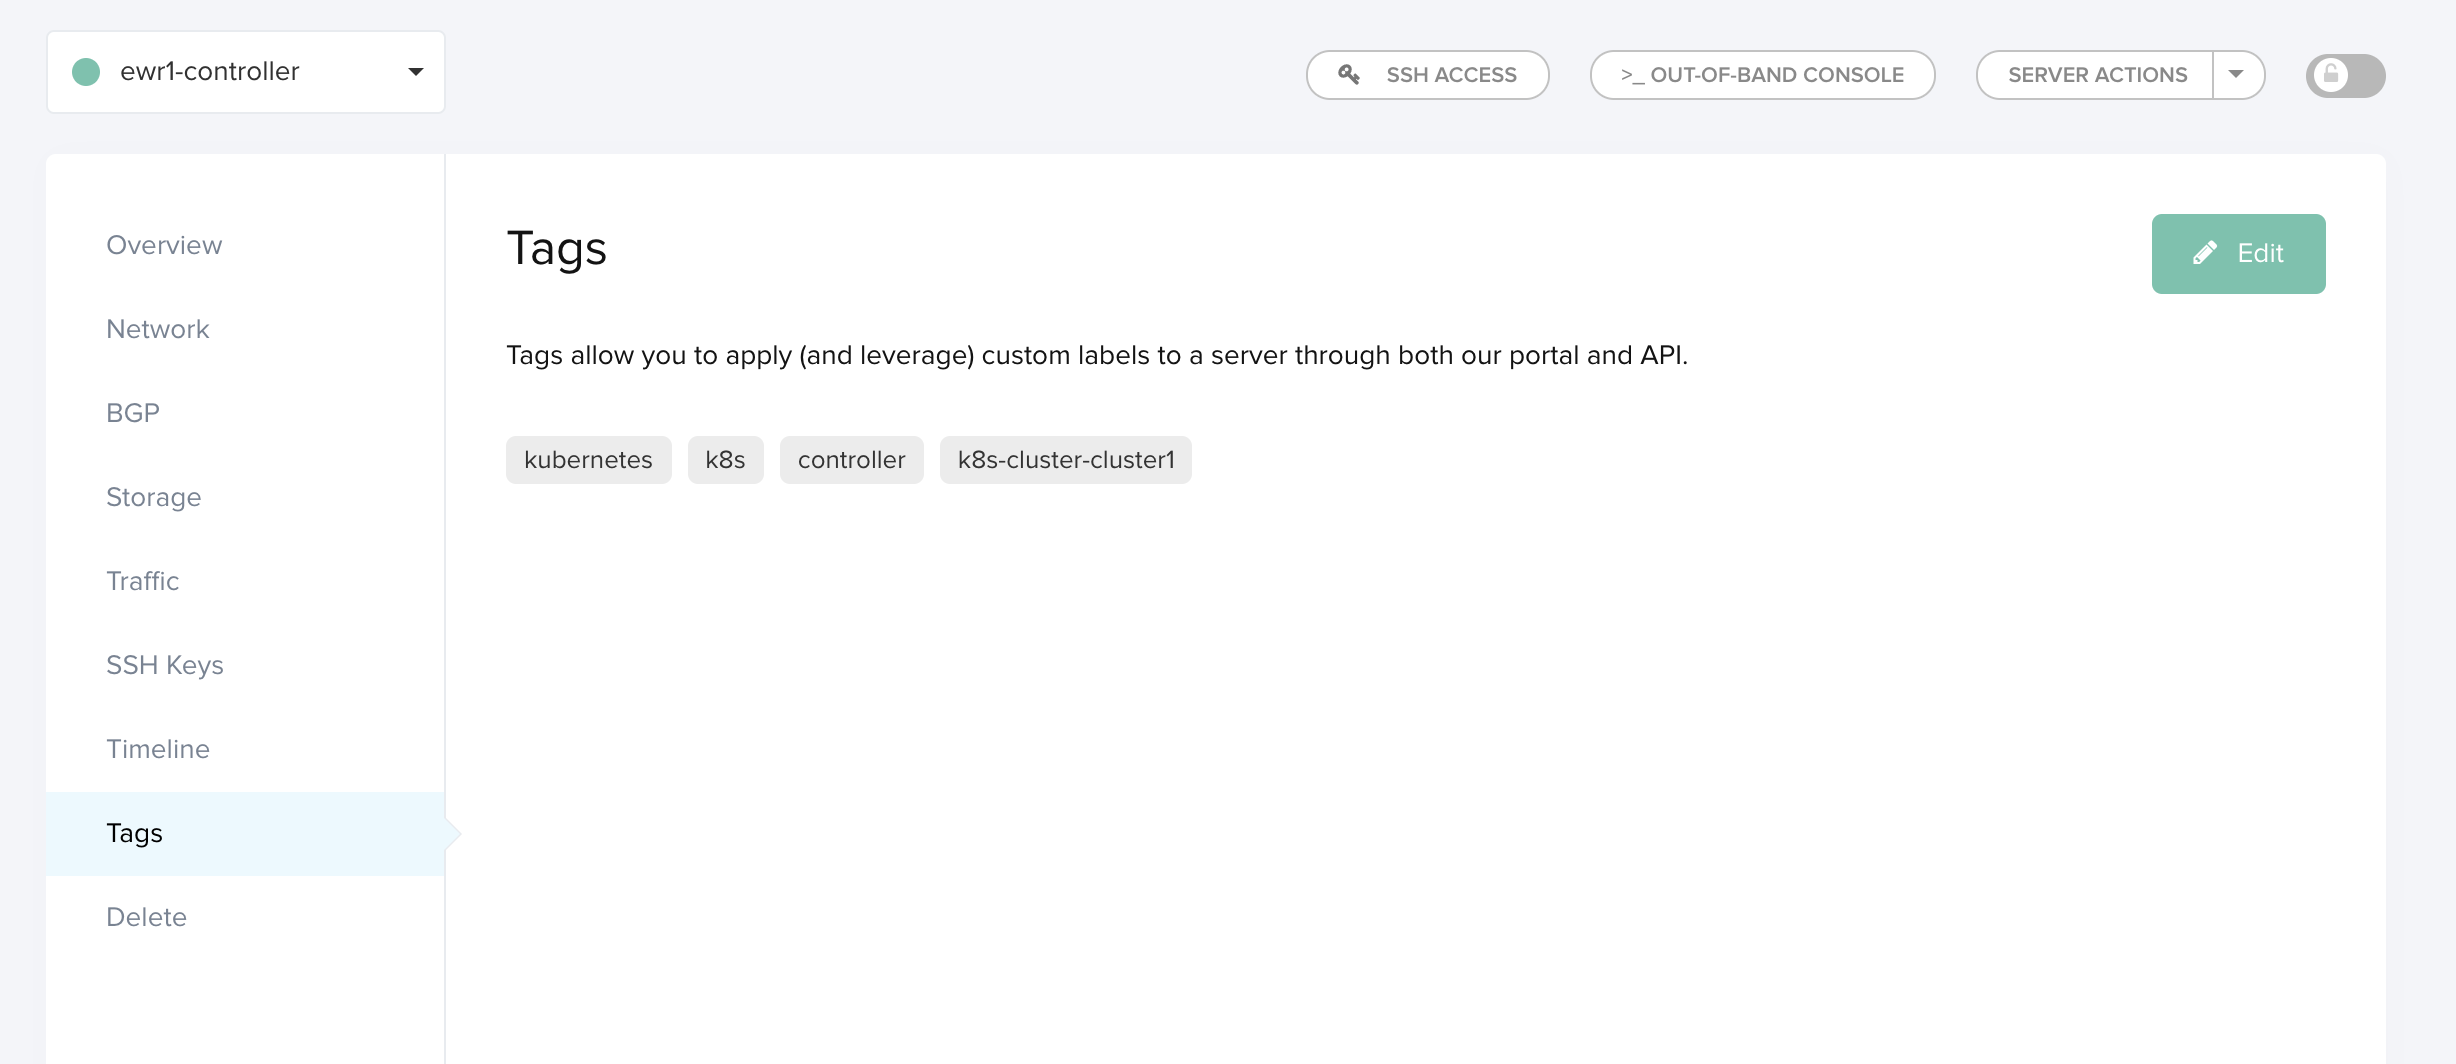 ewr1-controller
SSH ACCESS
>_ OUT-OF-BAND CONSOLE
SERVER ACTIONS
Overview
Network
BGP
Storage
Traffic
SSH Keys
Timeline
Tags
Delete
Tags
Edit
Tags allow you to apply (and leverage) custom labels to a server through both our portal and API.
kubernetes k8s controller k8s-cluster-cluster1